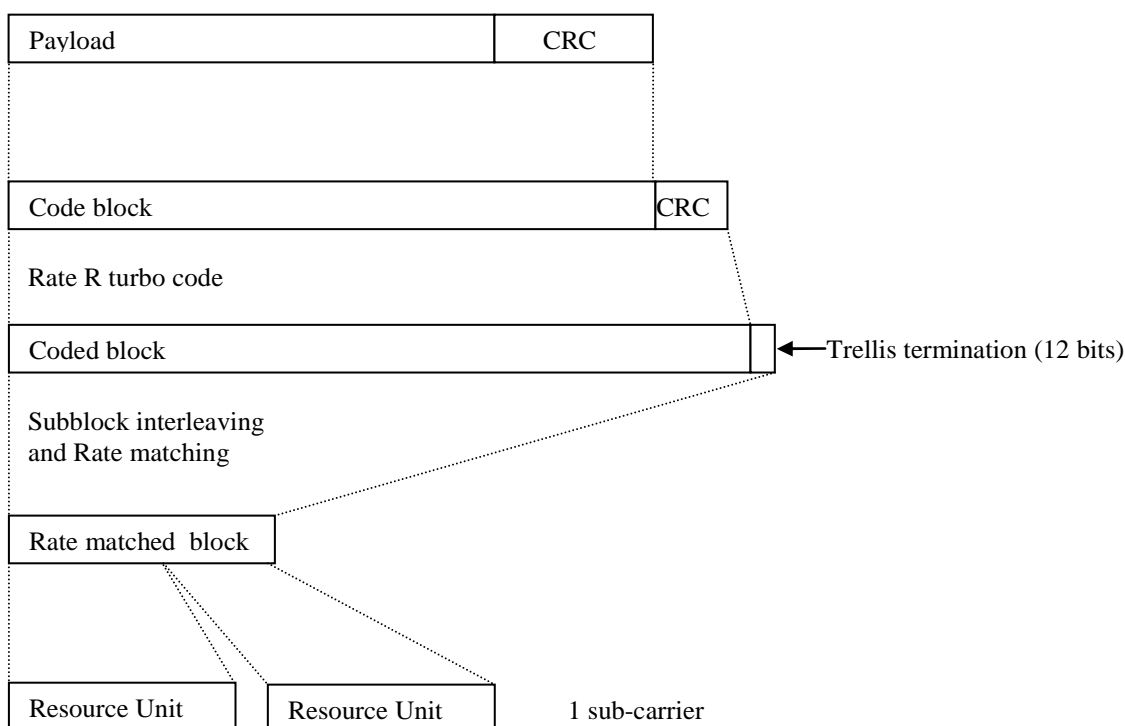 Payload CRC
Code block CRC
Rate R turbo code
Coded block
Trellis termination (12 bits)
Subblock interleaving
and Rate matching
Rate matched block
Resource Unit Resource Unit 1 sub-carrier